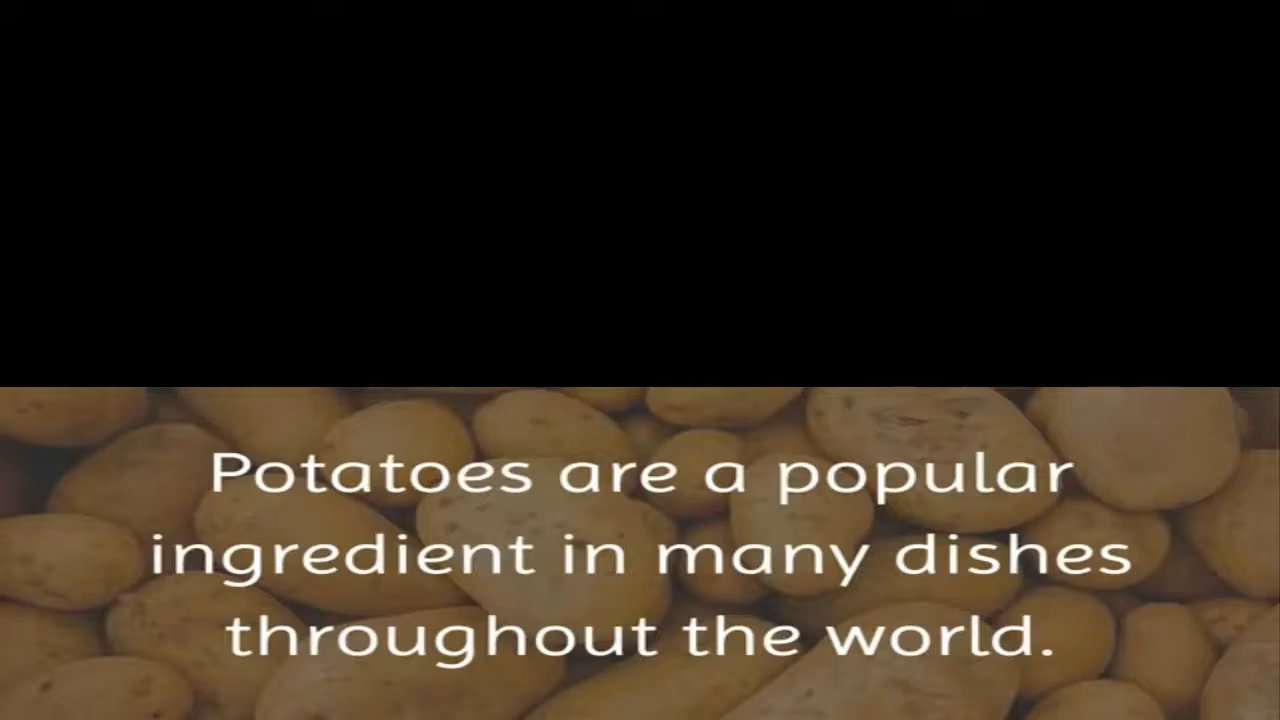 Potatoes are a popular
ingredient in many dishes
throughout the world.